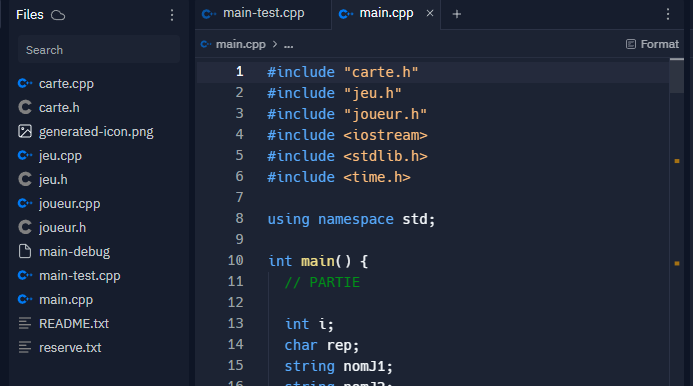 Files
Search
carte.cpp
carte.h
generated-icon.png
jeu.cpp
jeu.h
joueur.cpp
joueur.h
main-debug
main-test.cpp
main.cpp
README.txt
reserve.txt
main-test.cpp main.cpp × +
main.cpp > ...
Format
1 #include "carte.h"
2 #include "jeu.h"
3 #include "joueur.h"
4 #include <iostream>
5 #include <stdlib.h>
6 #include <time.h>
7
8 using namespace std;
9
10 int main() {
11 // PARTIE
12
13 int i;
14 char rep;
15 string nomJ1;
16 string nomJ2;